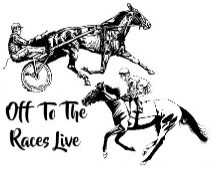 Off To The
Races Live